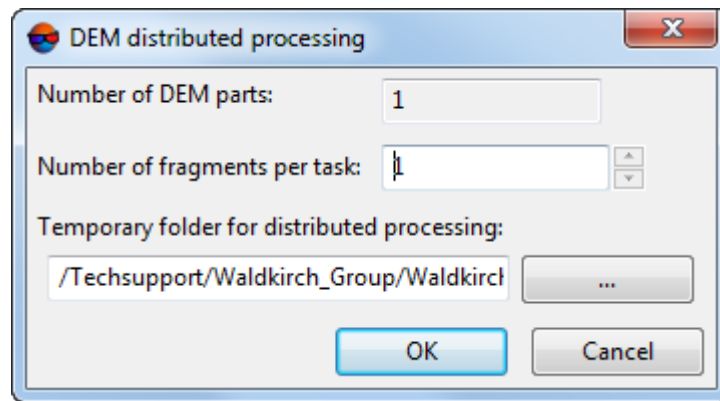 DEM distributed processing
Number of DEM parts: 1
Number of fragments per task: 1
Temporary folder for distributed processing:
/Techsupport/Waldkirch_Group/Waldkirch ...
OK Cancel